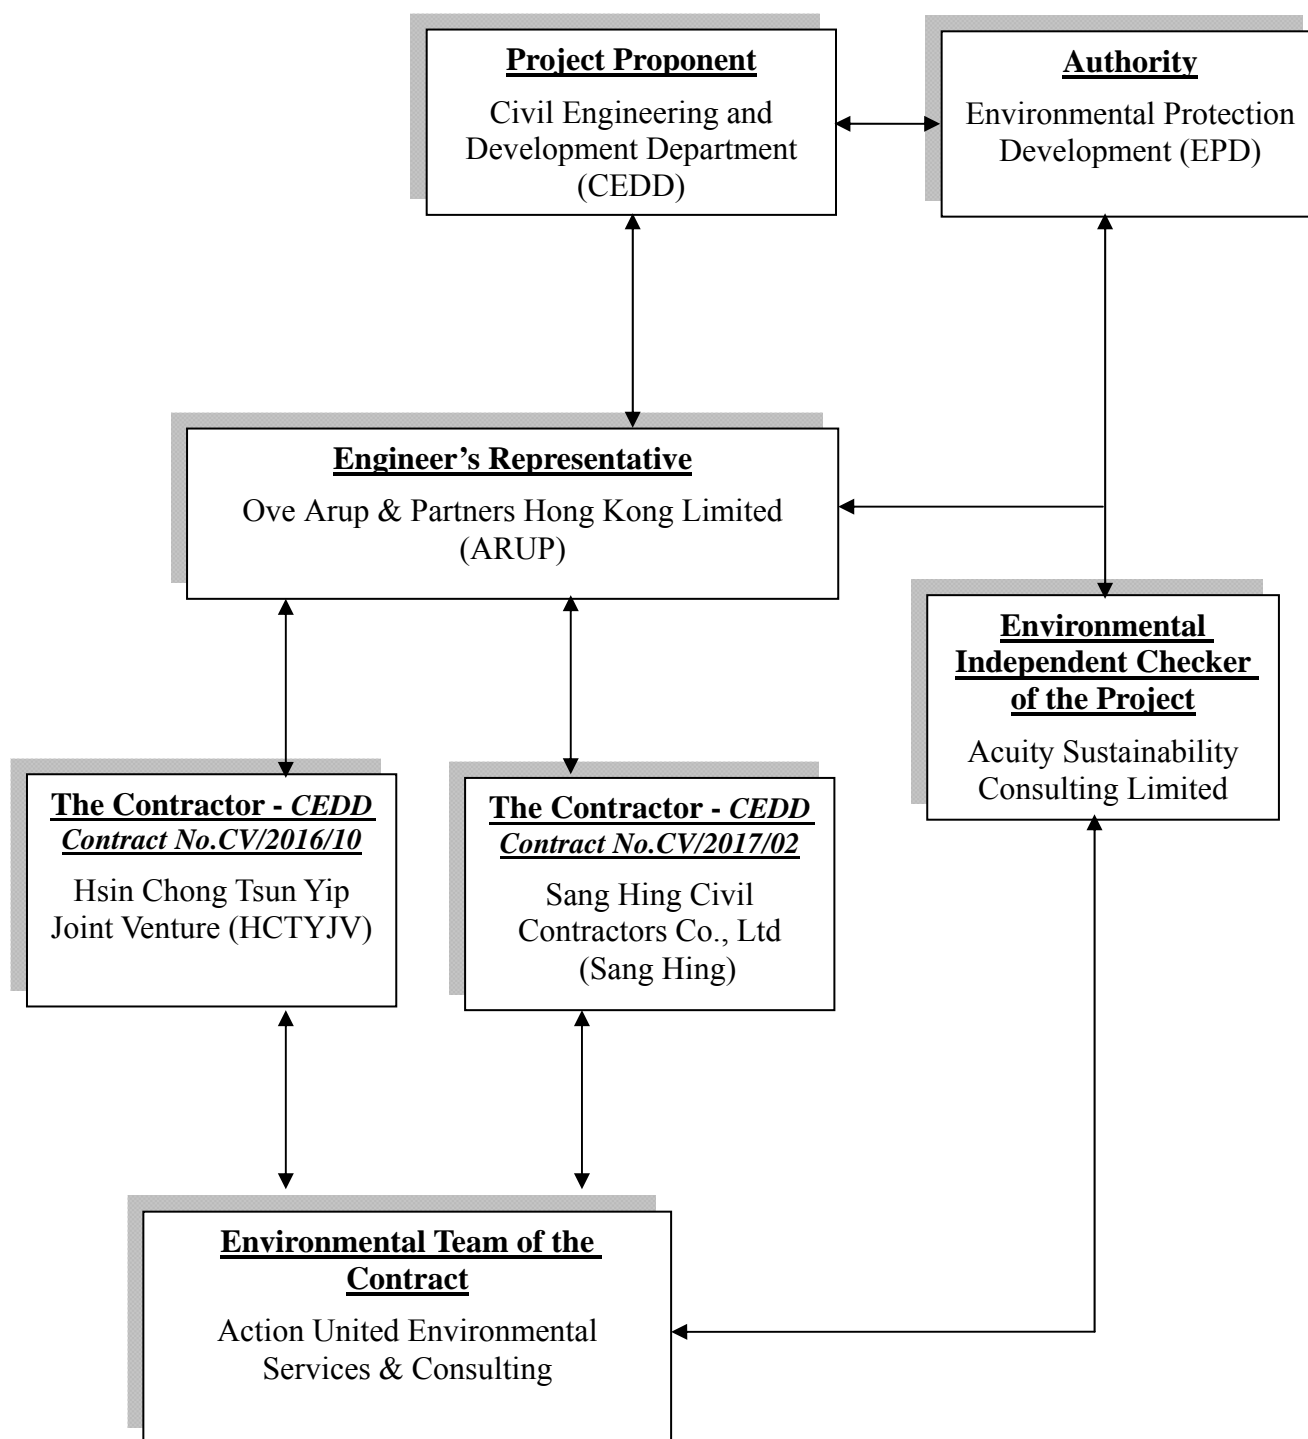 Project Proponent
Civil Engineering and
Development Department
(CEDD)
Authority
Environmental Protection
Development (EPD)
Engineer’s Representative
Ove Arup & Partners Hong Kong Limited
(ARUP)
Environmental
Independent Checker
of the Project
Acuity Sustainability
Consulting Limited
The Contractor - CEDD
Contract No.CV/2016/10
Hsin Chong Tsun Yip
Joint Venture (HCTYJV)
The Contractor - CEDD
Contract No.CV/2017/02
Sang Hing Civil
Contractors Co., Ltd
(Sang Hing)
Environmental Team of the
Contract
Action United Environmental
Services & Consulting